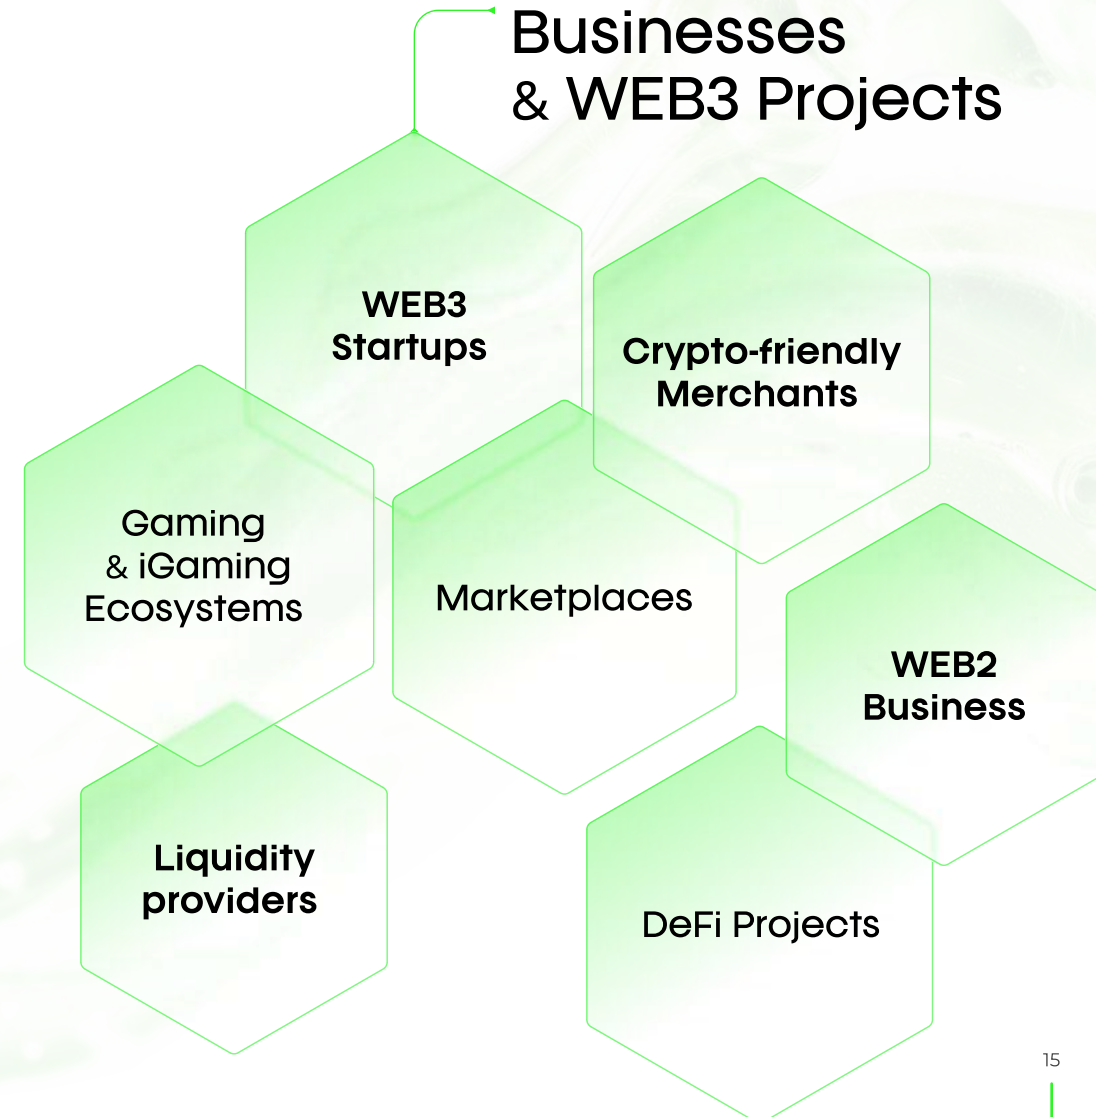 Businesses
& WEB3 Projects
WEB3
Startups
Crypto-friendly
Merchants
Gaming
& iGaming
Ecosystems
Marketplaces
WEB2
Business
Liquidity
providers
DeFi Projects
15